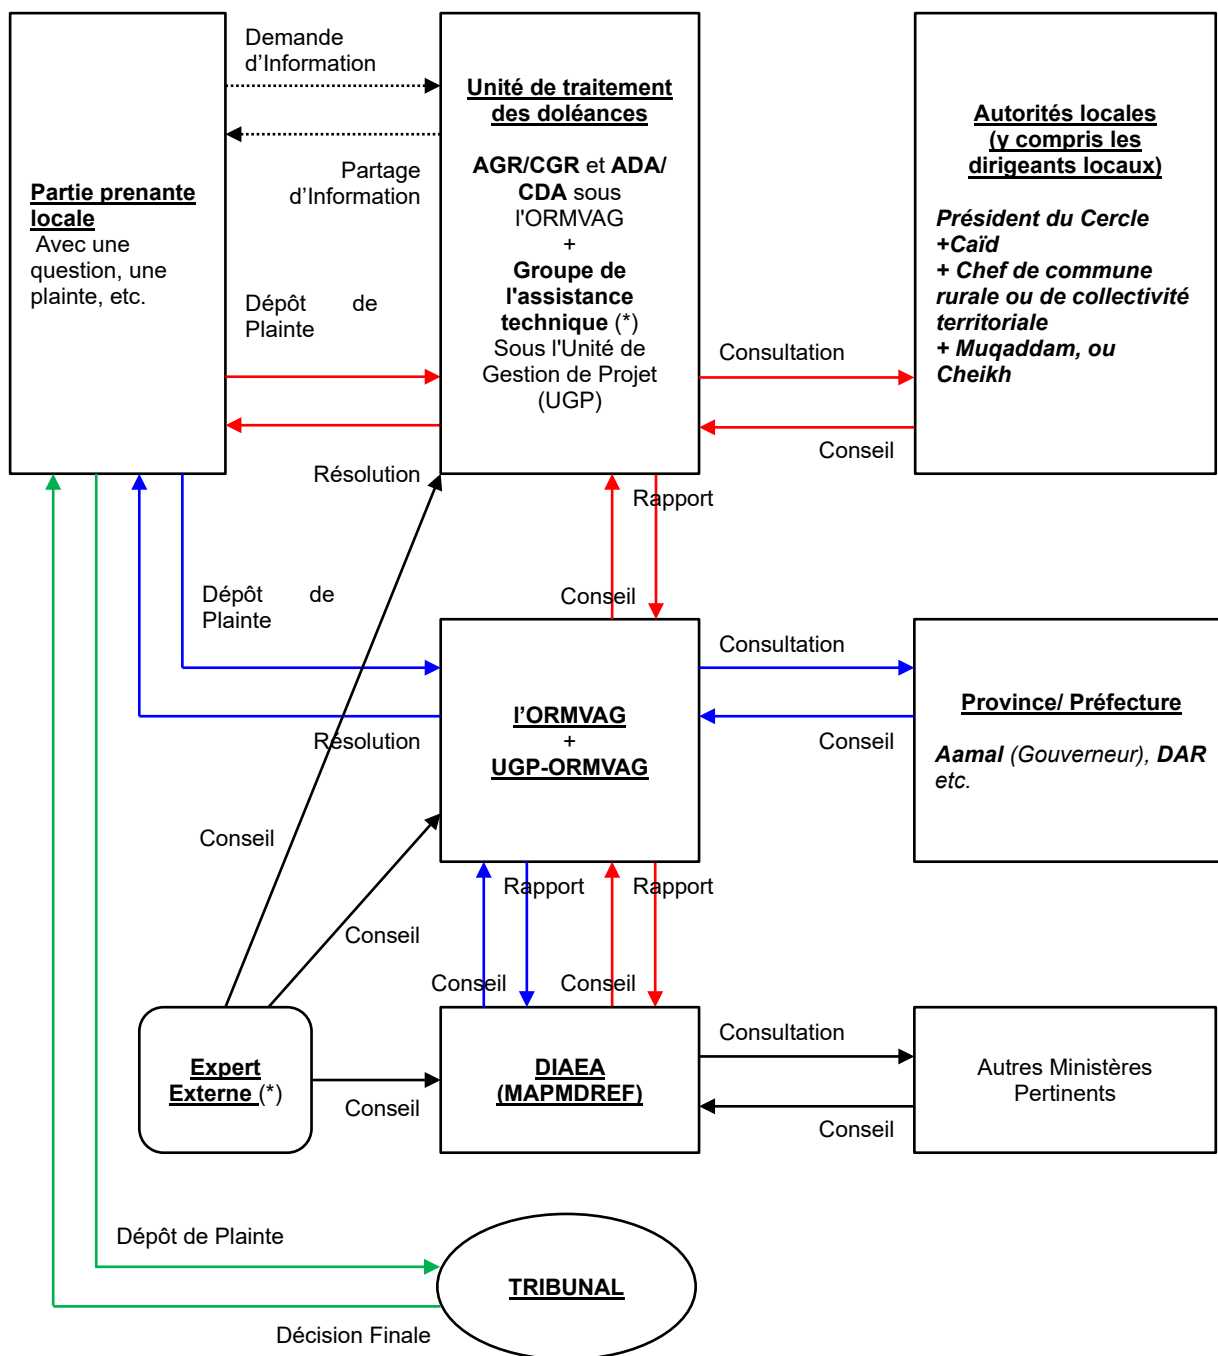 Demande
d'Information
Partage
d'Information
Partie prenante
locale
Avec une
question, une
plainte, etc.
Dépôt de
Plainte
Résolution
Unité de traitement
des doléances
AGR/CGR et ADA/
CDA sous
l'ORMVAG
+
Groupe de
l'assistance
technique (*)
Sous l'Unité de
Gestion de Projet
(UGP)
Consultation
Conseil
Autorités locales
(y compris les
dirigeants locaux)
Président du Cercle
+Caïd
+ Chef de commune
rurale ou de collectivité
territoriale
+ Muqaddam, ou
Cheikh
Rapport
Conseil
Dépôt de
Plainte
Résolution
l'ORMVAG
+
UGP-ORMVAG
Consultation
Conseil
Province/ Préfecture
Aamal (Gouverneur), DAR
etc.
Conseil
Conseil
Rapport
Rapport
Conseil
Conseil
Expert
Externe (*)
Conseil
DIAEA
(MAPMDREF)
Consultation
Conseil
Autres Ministères
Pertinents
Dépôt de Plainte
TRIBUNAL
Décision Finale